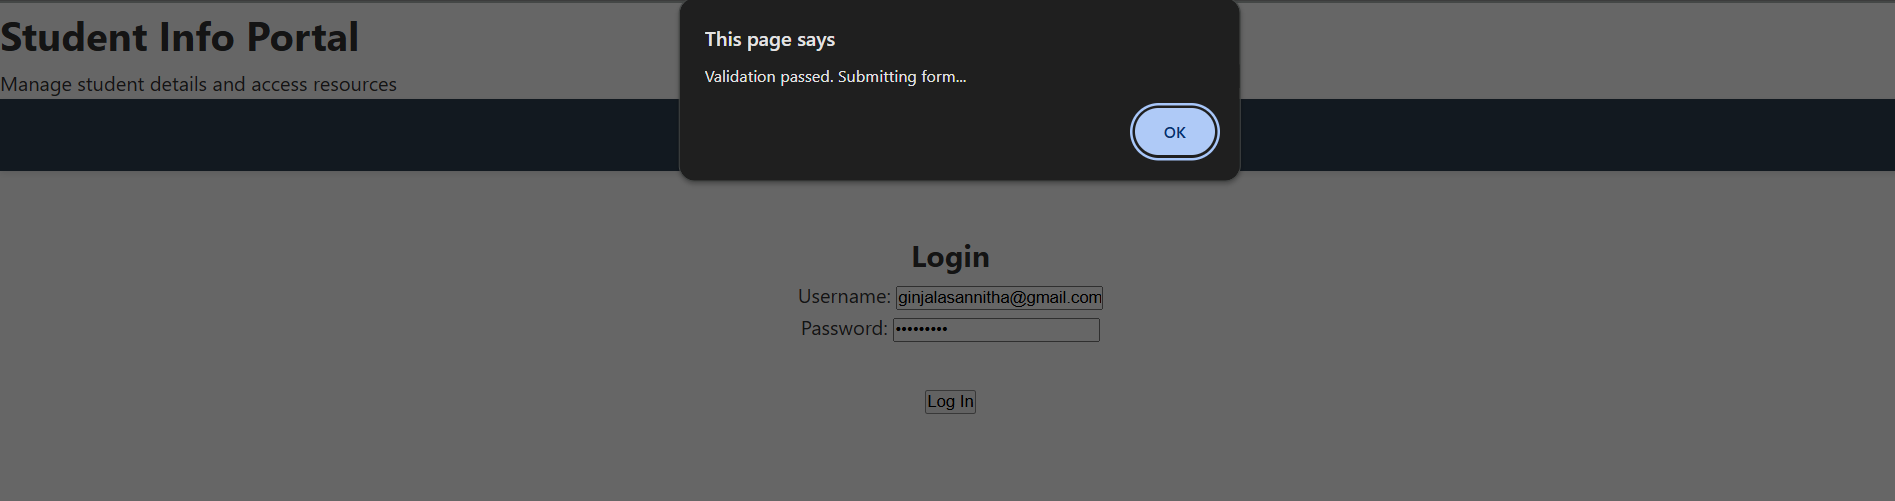 Student Info Portal
Manage student details and access resources
This page says
Validation passed. Submitting form...
OK
Login
Username: ginjalasannitha@gmail.com
Password: •••••••••
Log In